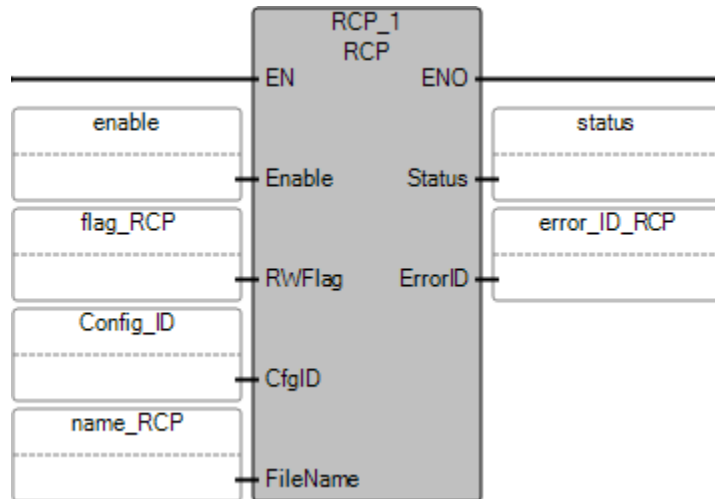 RCP_1
RCP
EN ENO
enable status
Enable Status
flag_RCP error_ID_RCP
RWFlag ErrorID
Config_ID
CfgID
name_RCP
FileName